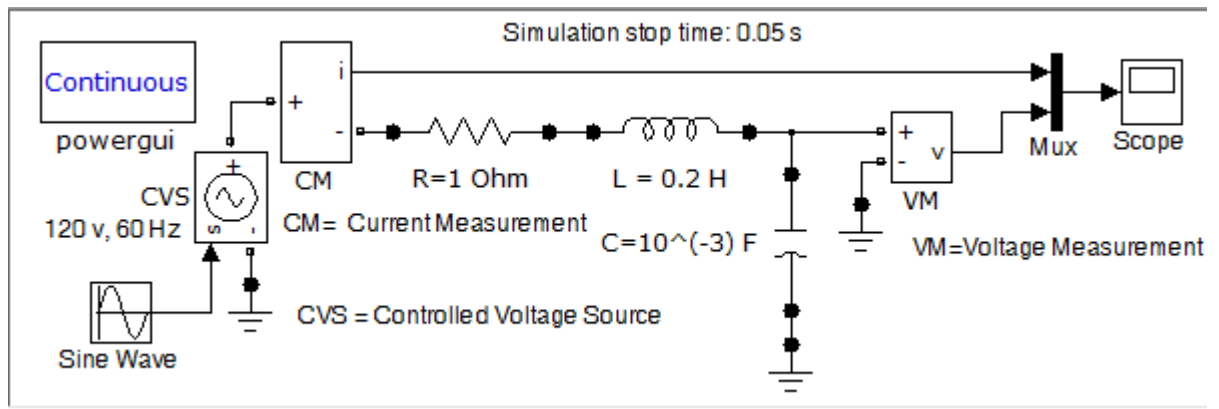 Simulation stop time: 0.05 s
Continuous
powergui
i
+
-
CM
R=1 Ohm
L = 0.2 H
+
-
v
VM
Mux
Scope
+
s
-
CVS
120 v, 60 Hz
CM= Current Measurement
C=10^(-3) F
VM=Voltage Measurement
CVS = Controlled Voltage Source
Sine Wave